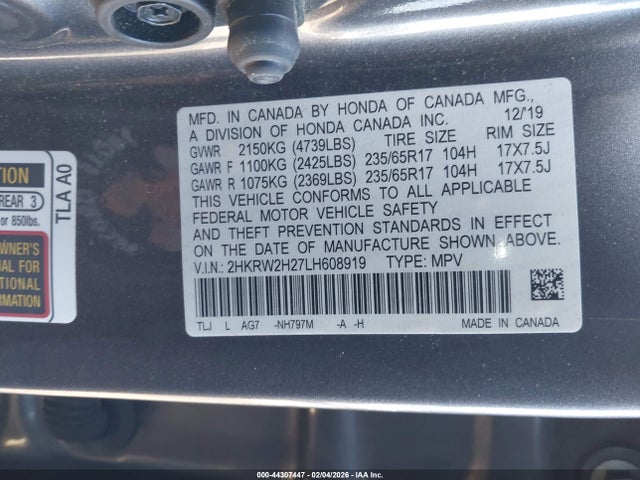 MFD. IN CANADA BY HONDA OF CANADA MFG.,
A DIVISION OF HONDA CANADA INC. 12/19
GVWR 2150KG (4739LBS) TIRE SIZE RIM SIZE
GAWR F 1100KG (2425LBS) 235/65R17 104H 17X7.5J
GAWR R 1075KG (2369LBS) 235/65R17 104H 17X7.5J
THIS VEHICLE CONFORMS TO ALL APPLICABLE
FEDERAL MOTOR VEHICLE SAFETY
AND THEFT PREVENTION STANDARDS IN EFFECT
ON THE DATE OF MANUFACTURE SHOWN ABOVE.
V.I.N.: 2HKRW2H27LH608919 TYPE: MPV
TLJ L AG7 -NH797M -A -H MADE IN CANADA
TION
REAR 3
or 850lbs.
WNER'S
UAL FOR
TIONAL
RMATION
TLA A0
000-44307447 - 02/04/2026 - IAA Inc.